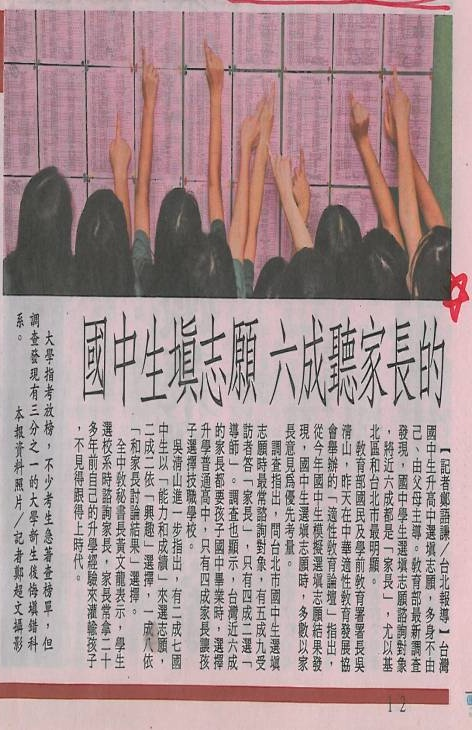 國中生填志願 六成聽家長的
【記者鄭語謙╱台北報導】台灣
國中生升高中選填志願，多身不由
己、由父母主導。教育部最新調查
發現，國中學生選填志願諮詢對象
，將近六成都是「家長」，尤以基
北區和台北市最明顯。
教育部國民及學前教育署署長吳
清山，昨天在中華適性教育發展協
會舉辦的「適性教育論壇」指出，
從今年國中生模擬選填志願結果發
現，國中生選填志願時，多數以家
長意見為優先考量。
調查指出，問台北市國中生選填
志願時最常諮詢對象，有五成九受
訪者答「家長」，只有四成二選「
導師」。調查也顯示，台灣近六成
的家長都要孩子國中畢業時，選擇
升學普通高中，只有四成家長讓孩
子選擇技職學校。
吳清山進一步指出，有二成七國
中生以「能力和成績」來選志願，
二成二依「興趣」選擇，一成八依
「和家長討論結果」選擇。
全中教秘書長黃文龍表示，學生
選校系時諮詢家長，家長常拿二十
多年前自己的升學經驗來灌輸孩子
，不見得跟得上時代。
大學指考放榜，不少考生急著查榜單，但
調查發現有三分之一的大學新生後悔填錯科
系。 本報資料照片╱記者鄭超文攝影
12